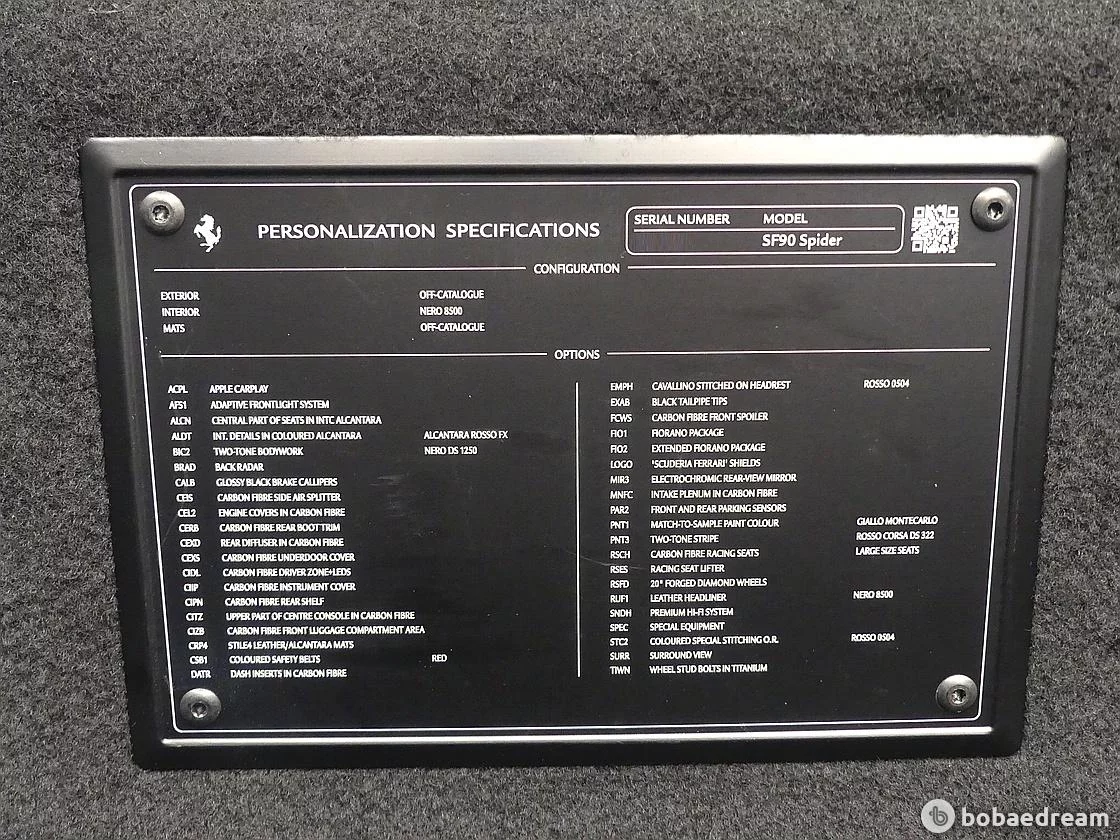 PERSONALIZATION SPECIFICATIONS
SERIAL NUMBER MODEL
SF90 Spider
CONFIGURATION
EXTERIOR OFF-CATALOGUE
INTERIOR NERO 8500
MATS OFF-CATALOGUE
OPTIONS
ACPL APPLE CARPLAY
AFS1 ADAPTIVE FRONTLIGHT SYSTEM
ALCN CENTRAL PART OF SEATS IN INTC ALCANTARA
ALDT INT. DETAILS IN COLOURED ALCANTARA ALCANTARA ROSSO FX
BIC2 TWO-TONE BODYWORK NERO DS 1250
BRAD BACK RADAR
CALB GLOSSY BLACK BRAKE CALLIPERS
CEIS CARBON FIBRE SIDE AIR SPLITTER
CEL2 ENGINE COVERS IN CARBON FIBRE
CERB CARBON FIBRE REAR BOOT TRIM
CEXD REAR DIFFUSER IN CARBON FIBRE
CEXS CARBON FIBRE UNDERDOOR COVER
CIDL CARBON FIBRE DRIVER ZONE+LEDS
CIIP CARBON FIBRE INSTRUMENT COVER
CIPN CARBON FIBRE REAR SHELF
CITZ UPPER PART OF CENTRE CONSOLE IN CARBON FIBRE
CIZB CARBON FIBRE FRONT LUGGAGE COMPARTMENT AREA
CRP4 STILE4 LEATHER/ALCANTARA MATS
CSB1 COLOURED SAFETY BELTS RED
DATR DASH INSERTS IN CARBON FIBRE
EMPH CAVALLINO STITCHED ON HEADREST ROSSO 0504
EXAB BLACK TAILPIPE TIPS
FCWS CARBON FIBRE FRONT SPOILER
FIO1 FIORANO PACKAGE
FIO2 EXTENDED FIORANO PACKAGE
LOGO 'SCUDERIA FERRARI' SHIELDS
MIR3 ELECTROCHROMIC REAR-VIEW MIRROR
MNFC INTAKE PLENUM IN CARBON FIBRE
PAR2 FRONT AND REAR PARKING SENSORS
PNT1 MATCH-TO-SAMPLE PAINT COLOUR GIALLO MONTECARLO
PNT3 TWO-TONE STRIPE ROSSO CORSA DS 322
RSCH CARBON FIBRE RACING SEATS LARGE SIZE SEATS
RSES RACING SEAT LIFTER
RSFD 20" FORGED DIAMOND WHEELS
RUF1 LEATHER HEADLINER NERO 8500
SNDH PREMIUM HI-FI SYSTEM
SPEC SPECIAL EQUIPMENT
STC2 COLOURED SPECIAL STITCHING O.R. ROSSO 0504
SURR SURROUND VIEW
TIWN WHEEL STUD BOLTS IN TITANIUM
bobaedream